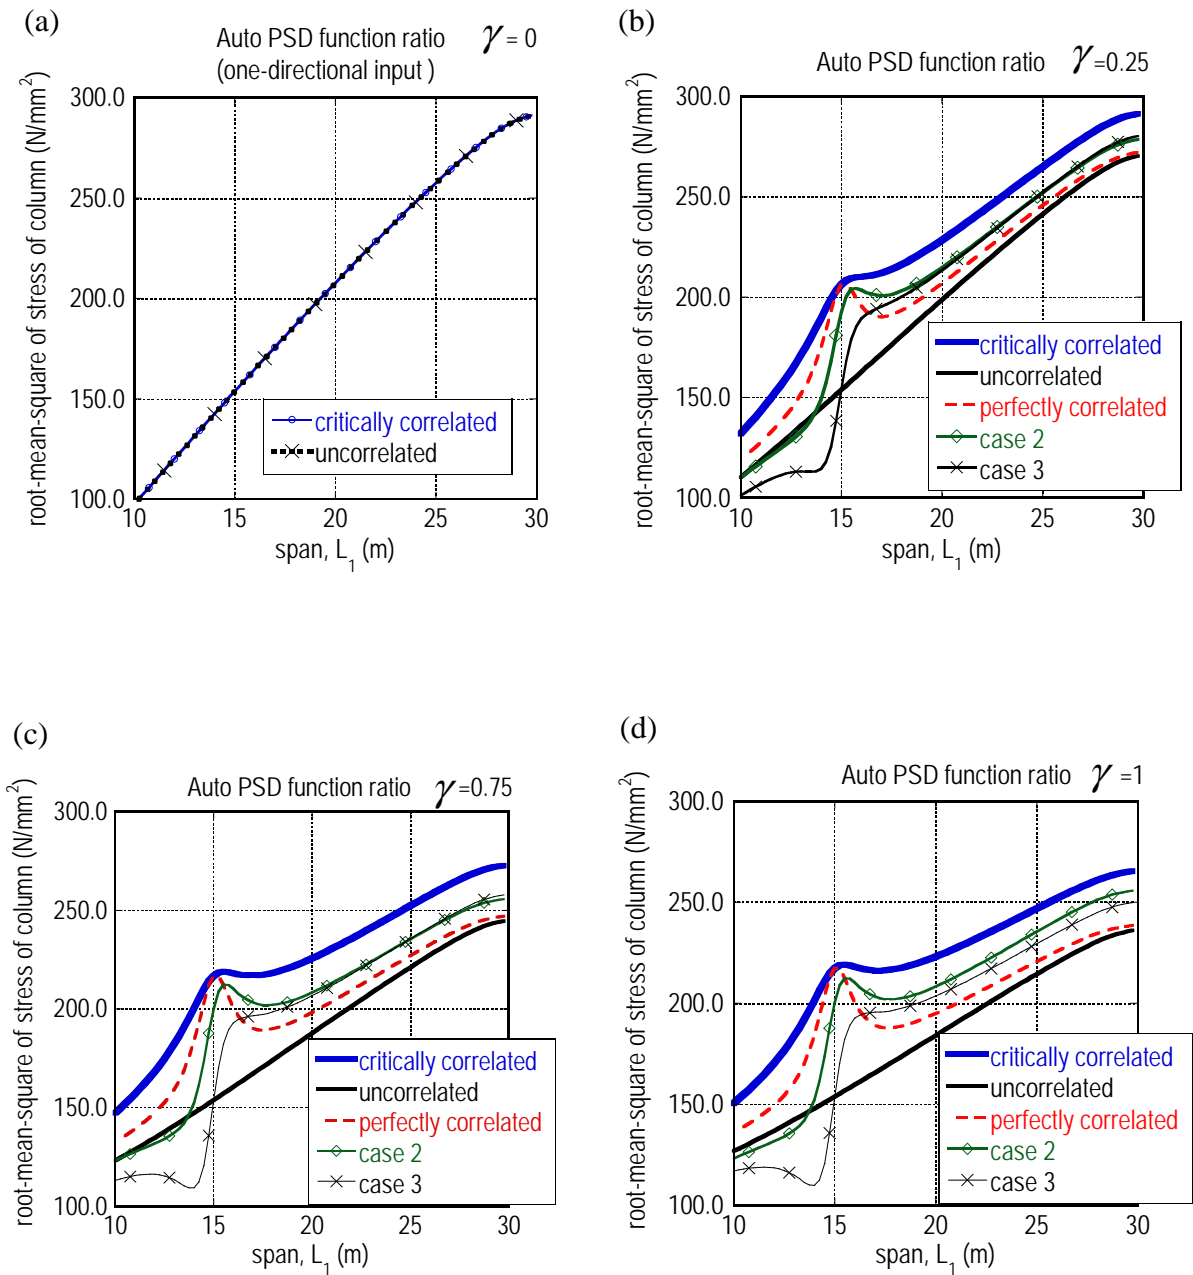 (a)
Auto PSD function ratio γ = 0
(one-directional input )
root-mean-square of stress of column (N/mm²)
300.0
250.0
200.0
150.0
100.0
critically correlated
uncorrelated
10 15 20 25 30
span, L₁ (m)
(b)
Auto PSD function ratio γ =0.25
root-mean-square of stress of column (N/mm²)
300.0
250.0
200.0
150.0
100.0
critically correlated
uncorrelated
perfectly correlated
case 2
case 3
10 15 20 25 30
span, L₁ (m)
(c)
Auto PSD function ratio γ =0.75
root-mean-square of stress of column (N/mm²)
300.0
250.0
200.0
150.0
100.0
critically correlated
uncorrelated
perfectly correlated
case 2
case 3
10 15 20 25 30
span, L₁ (m)
(d)
Auto PSD function ratio γ =1
root-mean-square of stress of column (N/mm²)
300.0
250.0
200.0
150.0
100.0
critically correlated
uncorrelated
perfectly correlated
case 2
case 3
10 15 20 25 30
span, L₁ (m)